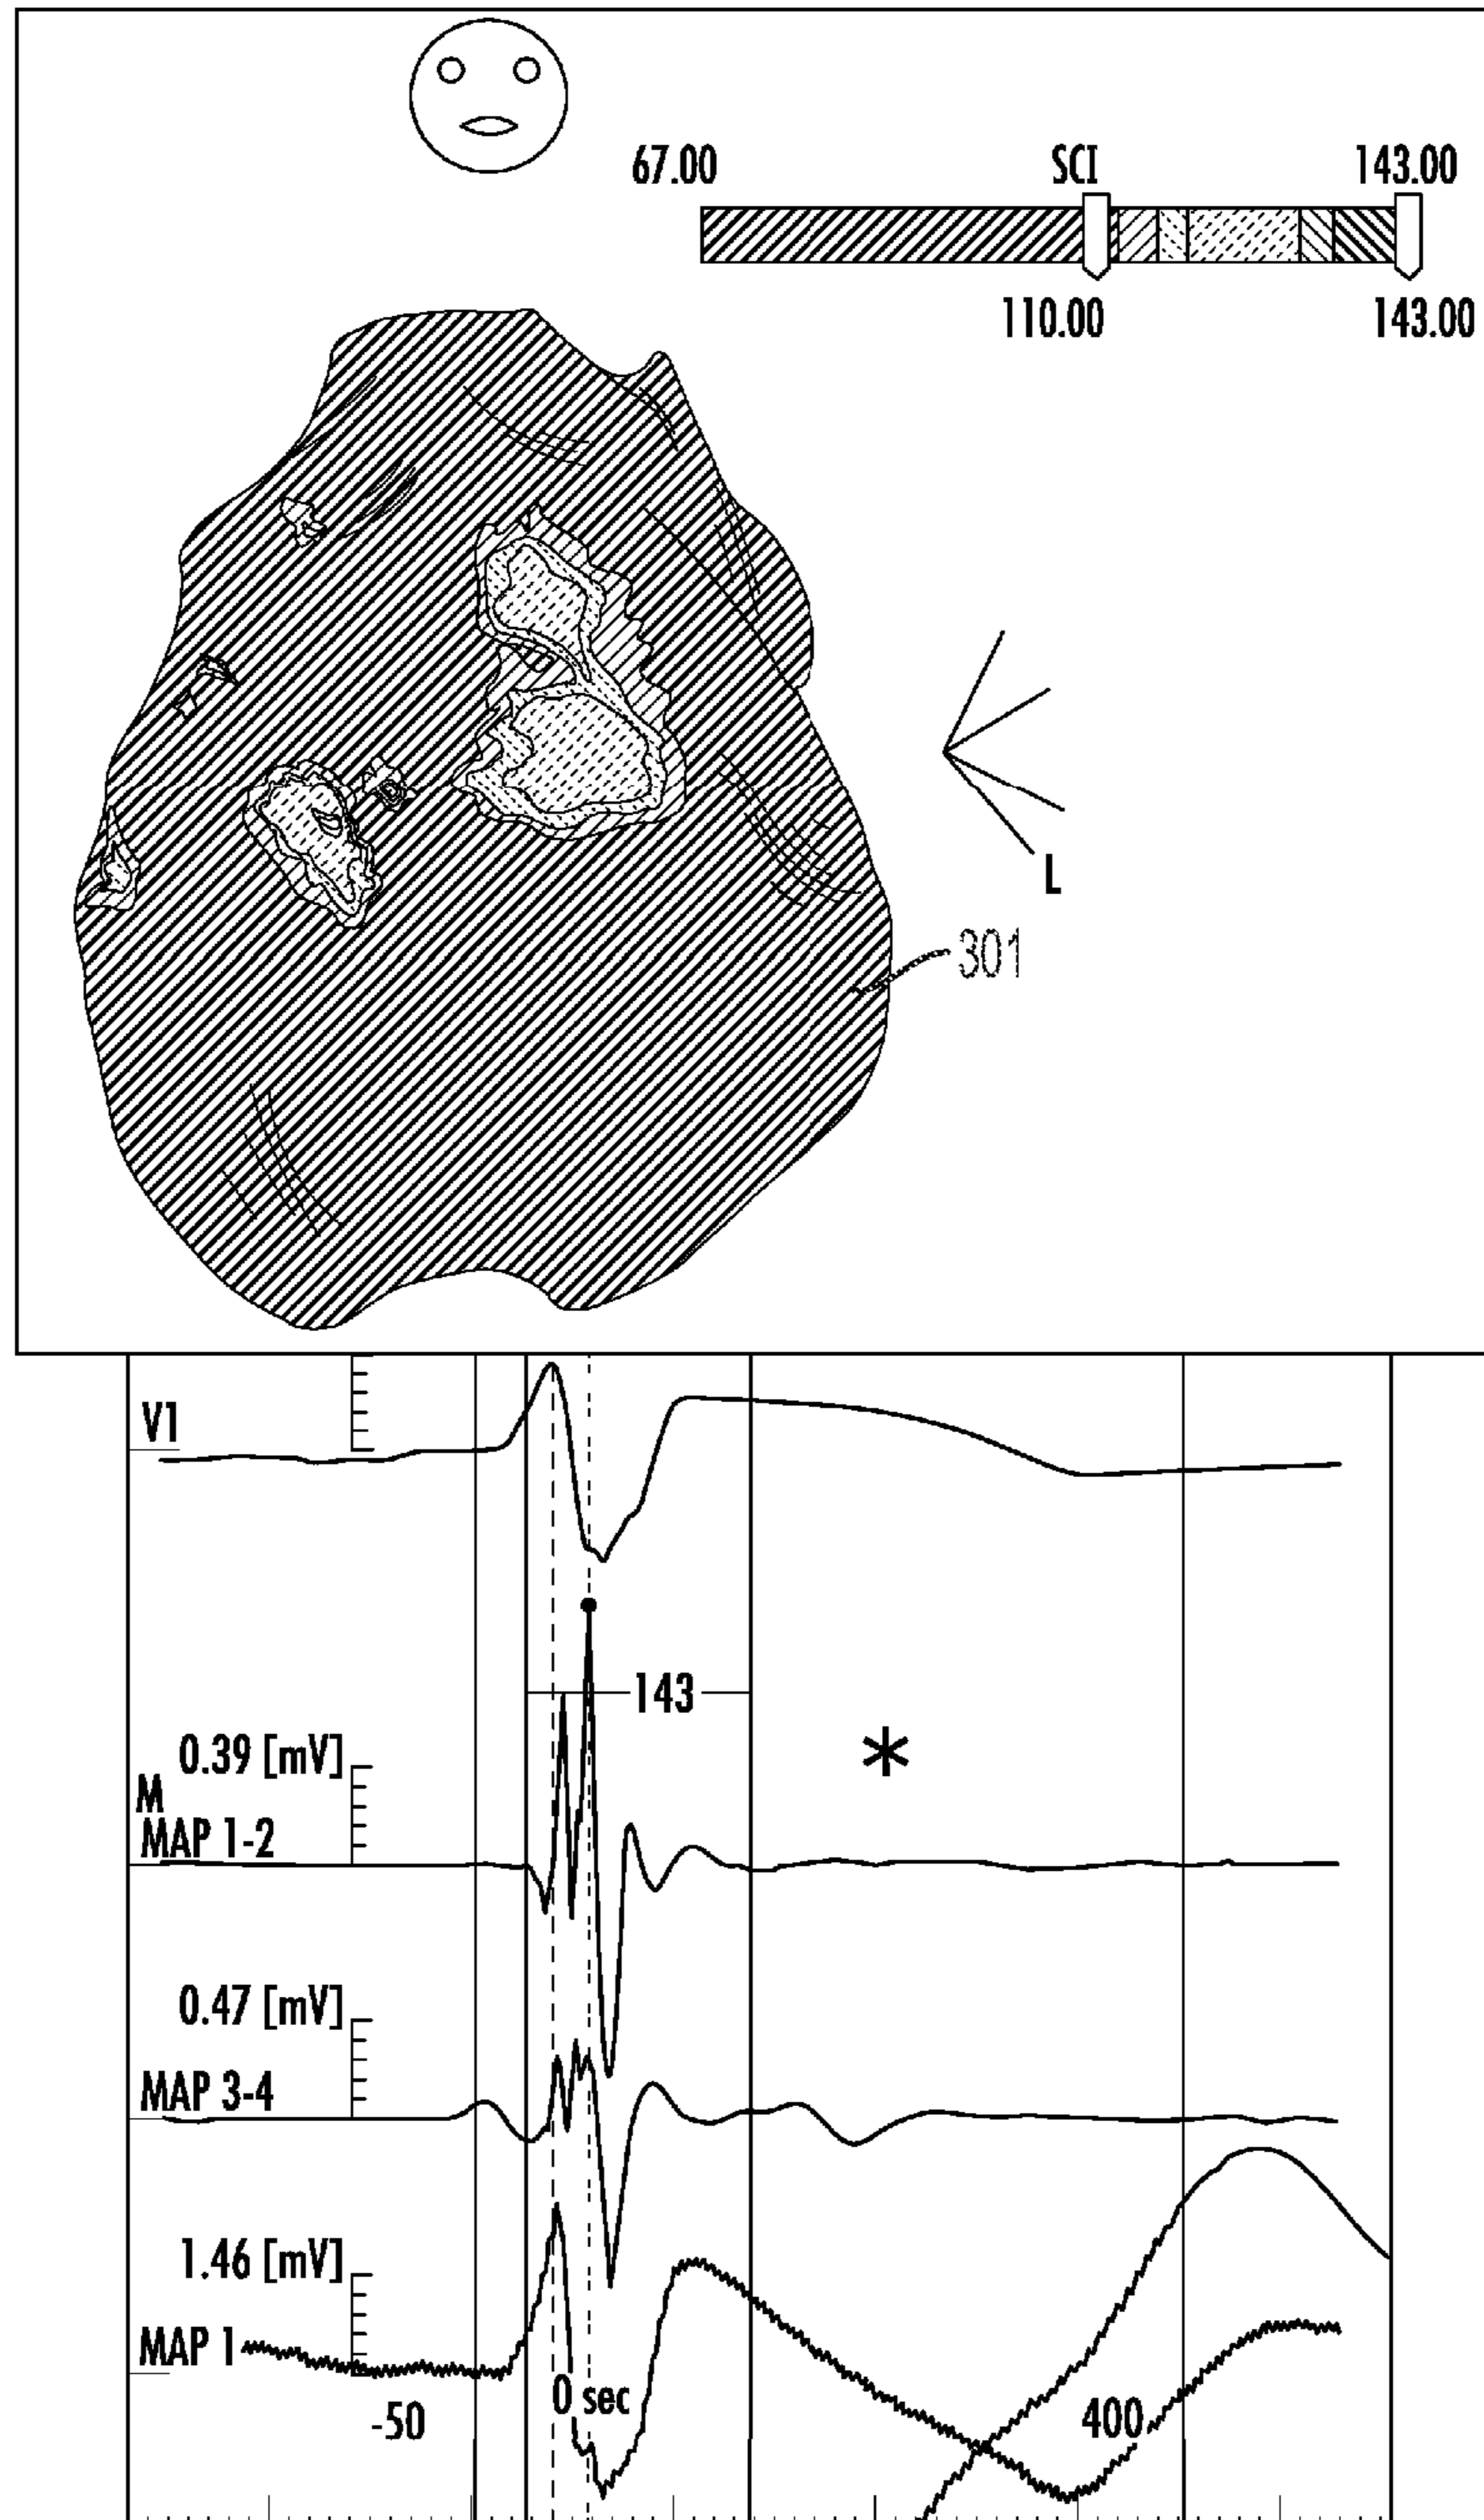 67.00 SCI 143.00
110.00 143.00
L
301
V1
143
0.39 [mV]
*
M
MAP 1-2
0.47 [mV]
MAP 3-4
1.46 [mV]
MAP 1
-50 0 sec 400